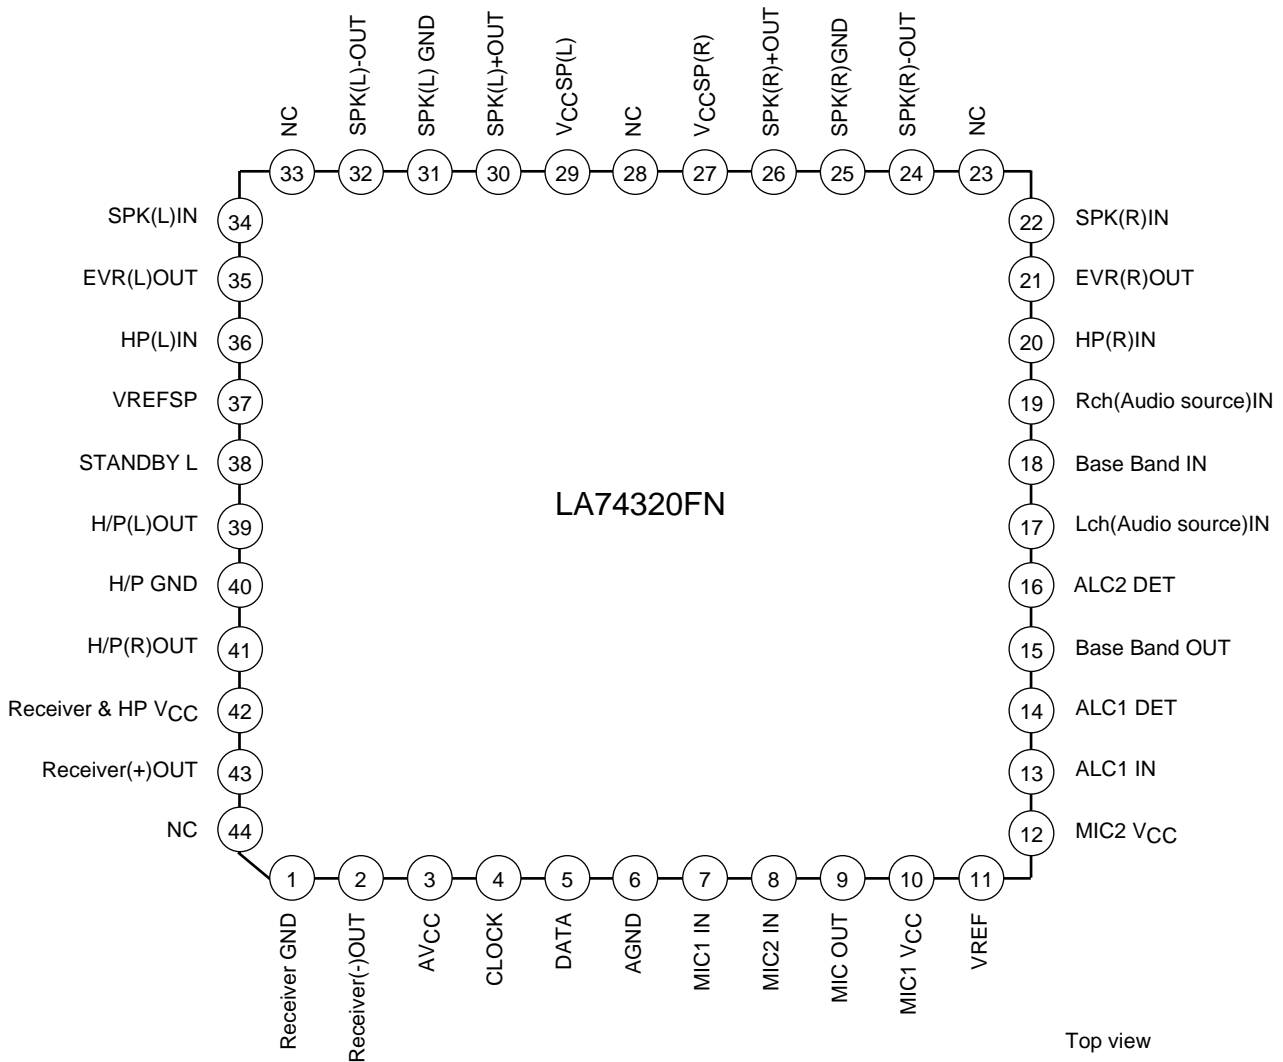 NC
SPK(L)-OUT
SPK(L) GND
SPK(L)+OUT
VCCSP(L)
NC
VCCSP(R)
SPK(R)+OUT
SPK(R)GND
SPK(R)-OUT
NC
33
32
31
30
29
28
27
26
25
24
23
SPK(L)IN 34
22 SPK(R)IN
EVR(L)OUT 35
21 EVR(R)OUT
HP(L)IN 36
20 HP(R)IN
VREFSP 37
19 Rch(Audio source)IN
STANDBY L 38
18 Base Band IN
LA74320FN
H/P(L)OUT 39
17 Lch(Audio source)IN
H/P GND 40
16 ALC2 DET
H/P(R)OUT 41
15 Base Band OUT
Receiver & HP VCC 42
14 ALC1 DET
Receiver(+)OUT 43
13 ALC1 IN
NC 44
12 MIC2 VCC
1
2
3
4
5
6
7
8
9
10
11
Receiver GND
Receiver(-)OUT
AVCC
CLOCK
DATA
AGND
MIC1 IN
MIC2 IN
MIC OUT
MIC1 VCC
VREF
Top view